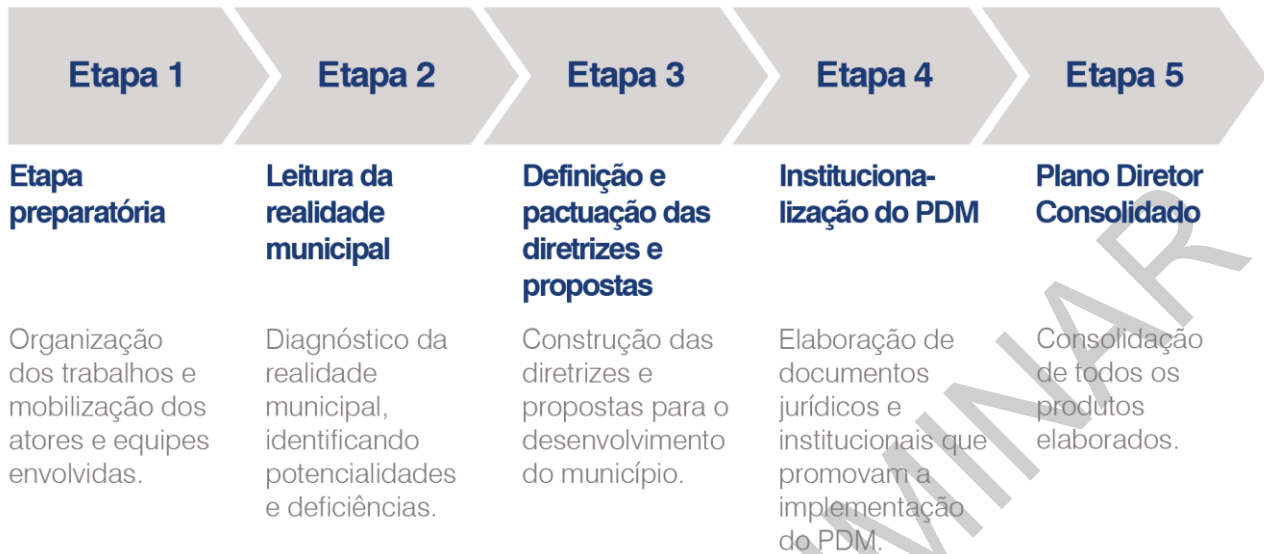 Etapa 1
Etapa 2
Etapa 3
Etapa 4
Etapa 5
Etapa
preparatória
Leitura da
realidade
municipal
Definição e
pactuação das
diretrizes e
propostas
Instituciona-
lização do PDM
Plano Diretor
Consolidado
Organização
dos trabalhos e
mobilização dos
atores e equipes
envolvidas.
Diagnóstico da
realidade
municipal,
identificando
potencialidades
e deficiências.
Construção das
diretrizes e
propostas para o
desenvolvimento
do município.
Elaboração de
documentos
jurídicos e
institucionais que
promovam a
implementação
do PDM.
Consolidação
de todos os
produtos
elaborados.
MINAR